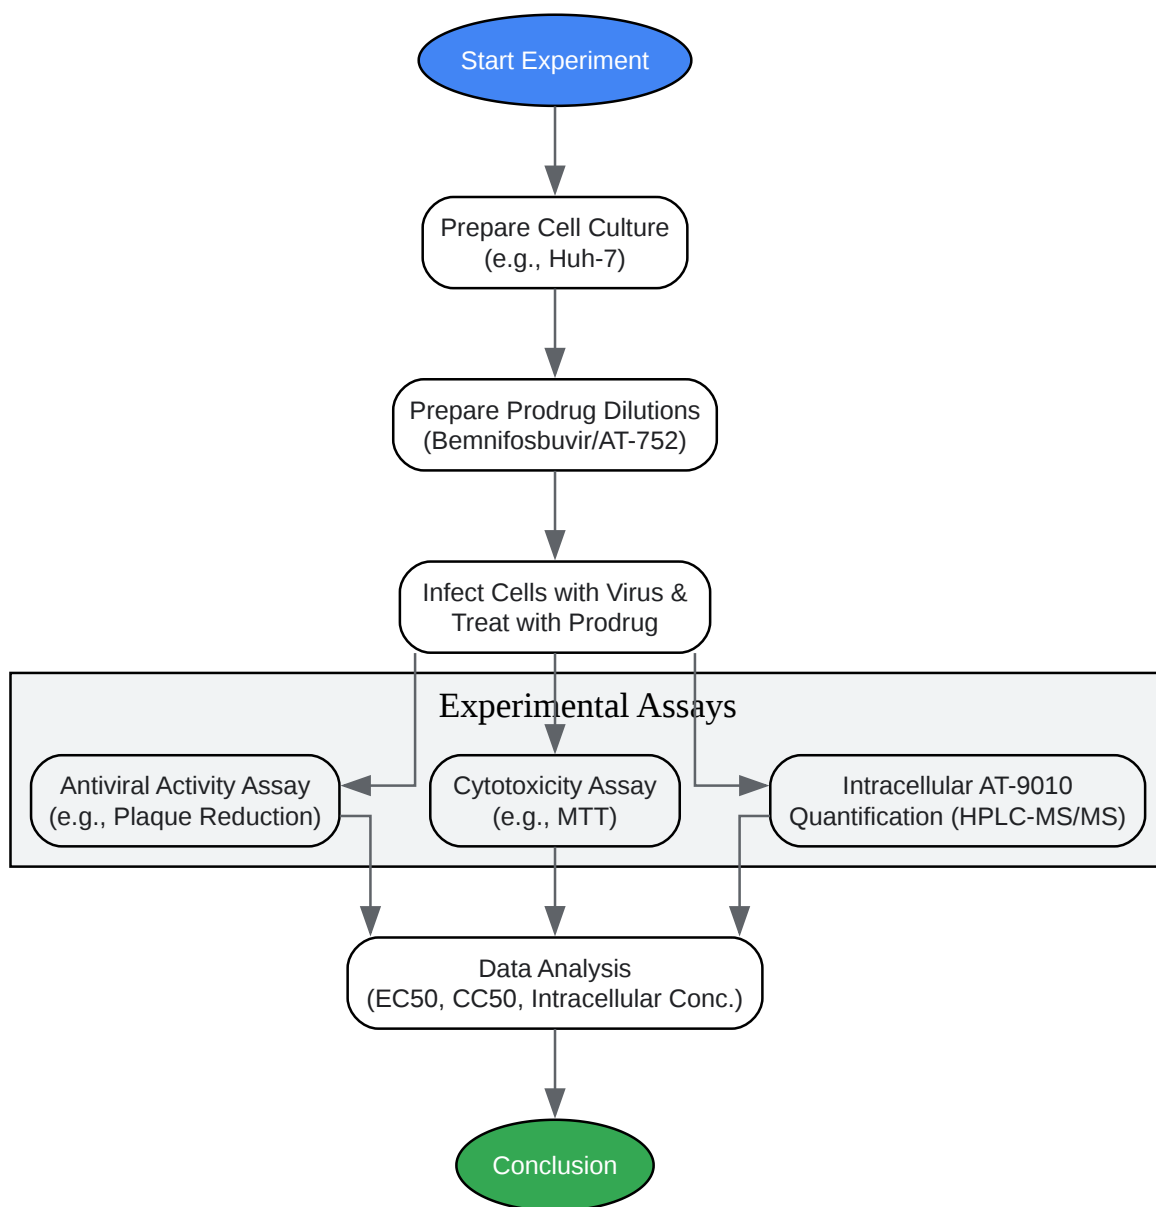 Start Experiment
Prepare Cell Culture
(e.g., Huh-7)
Prepare Prodrug Dilutions
(Bemnifosbuvir/AT-752)
Infect Cells with Virus &
Treat with Prodrug
Experimental Assays
Antiviral Activity Assay
(e.g., Plaque Reduction)
Cytotoxicity Assay
(e.g., MTT)
Intracellular AT-9010
Quantification (HPLC-MS/MS)
Data Analysis
(EC50, CC50, Intracellular Conc.)
Conclusion